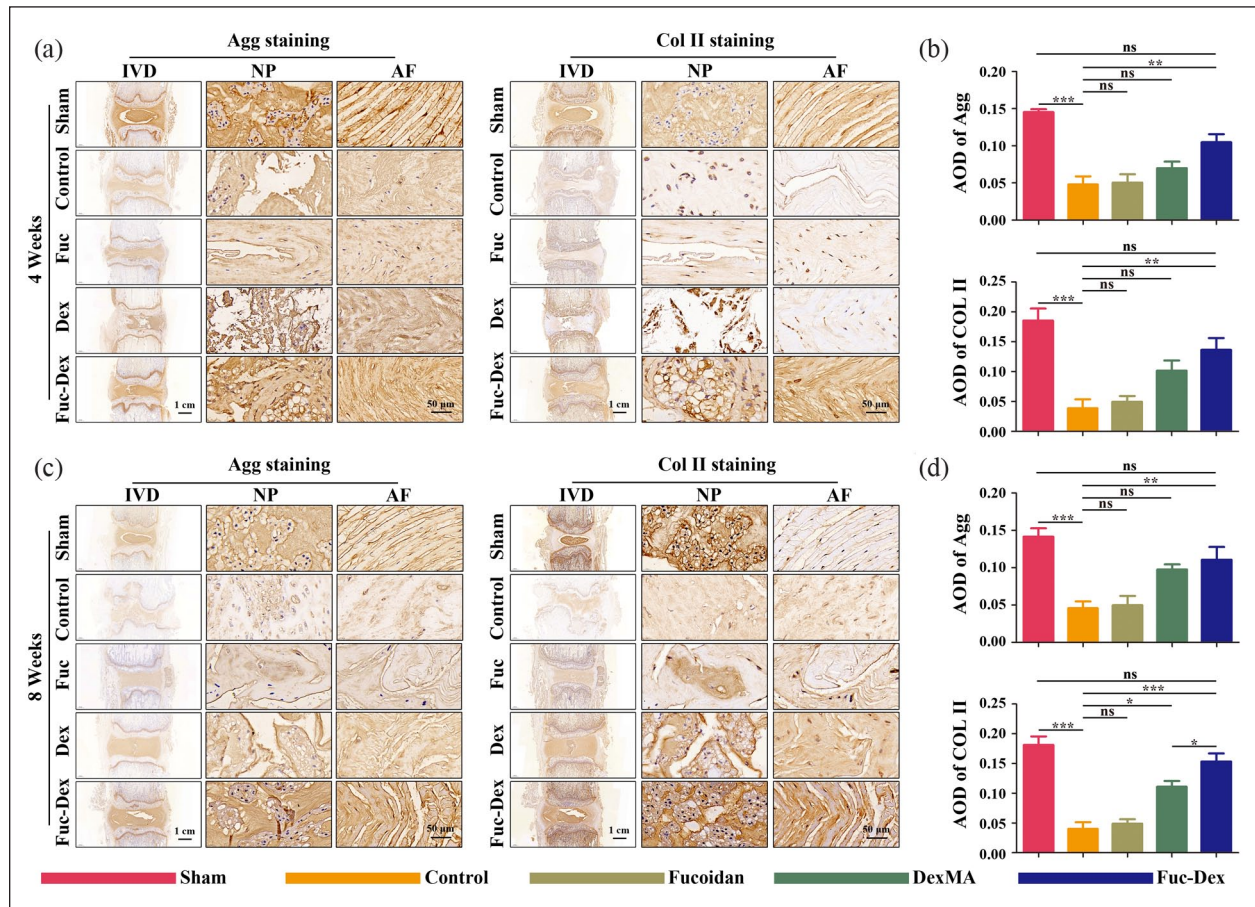 (a)
Agg staining
Col II staining
IVD NP AF
IVD NP AF
4 Weeks
Sham
Control
Fuc
Dex
Fuc-Dex
1 cm
50 μm
Sham
Control
Fuc
Dex
Fuc-Dex
1 cm
50 μm
(b)
ns
**
ns
ns
***
AOD of Agg
0.20
0.15
0.10
0.05
0.00
ns
**
ns
ns
***
AOD of COL II
0.25
0.20
0.15
0.10
0.05
0.00
(c)
Agg staining
Col II staining
IVD NP AF
IVD NP AF
8 Weeks
Sham
Control
Fuc
Dex
Fuc-Dex
1 cm
50 μm
Sham
Control
Fuc
Dex
Fuc-Dex
1 cm
50 μm
(d)
ns
**
ns
ns
***
AOD of Agg
0.20
0.15
0.10
0.05
0.00
ns
***
*
ns
***
*
AOD of COL II
0.25
0.20
0.15
0.10
0.05
0.00
Sham Control Fucoidan DexMA Fuc-Dex